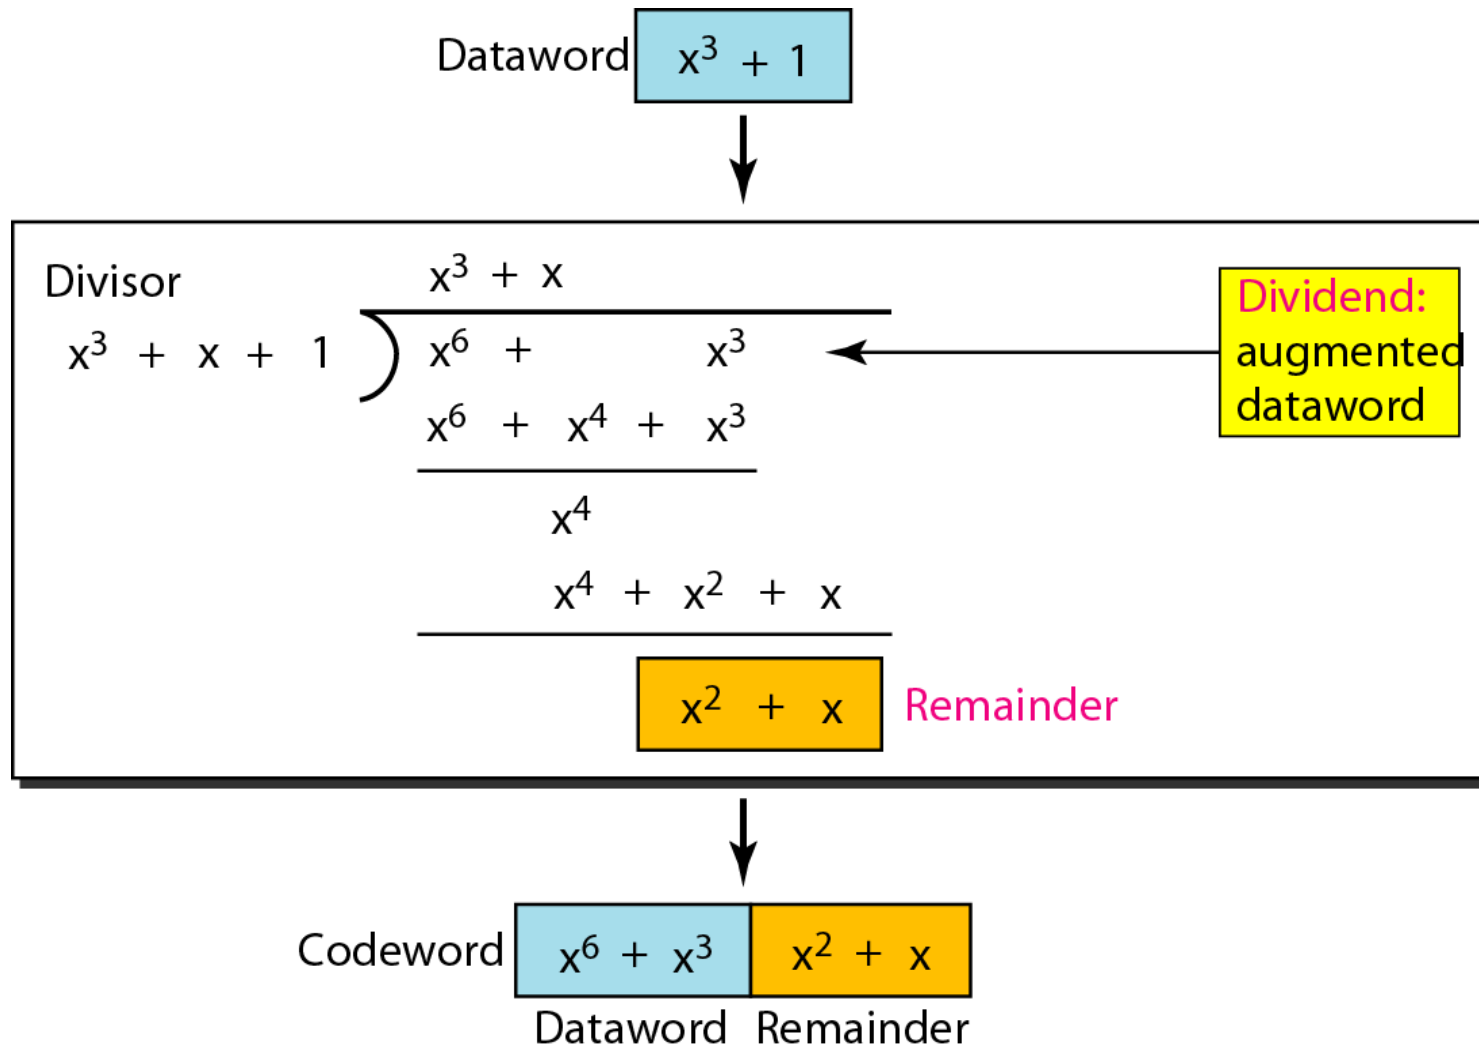 Dataword x³ + 1
Divisor
x³ + x
x³ + x + 1
x⁶ + x³
Dividend:
augmented
dataword
x⁶ + x⁴ + x³
x⁴
x⁴ + x² + x
x² + x Remainder
Codeword x⁶ + x³ x² + x
Dataword Remainder